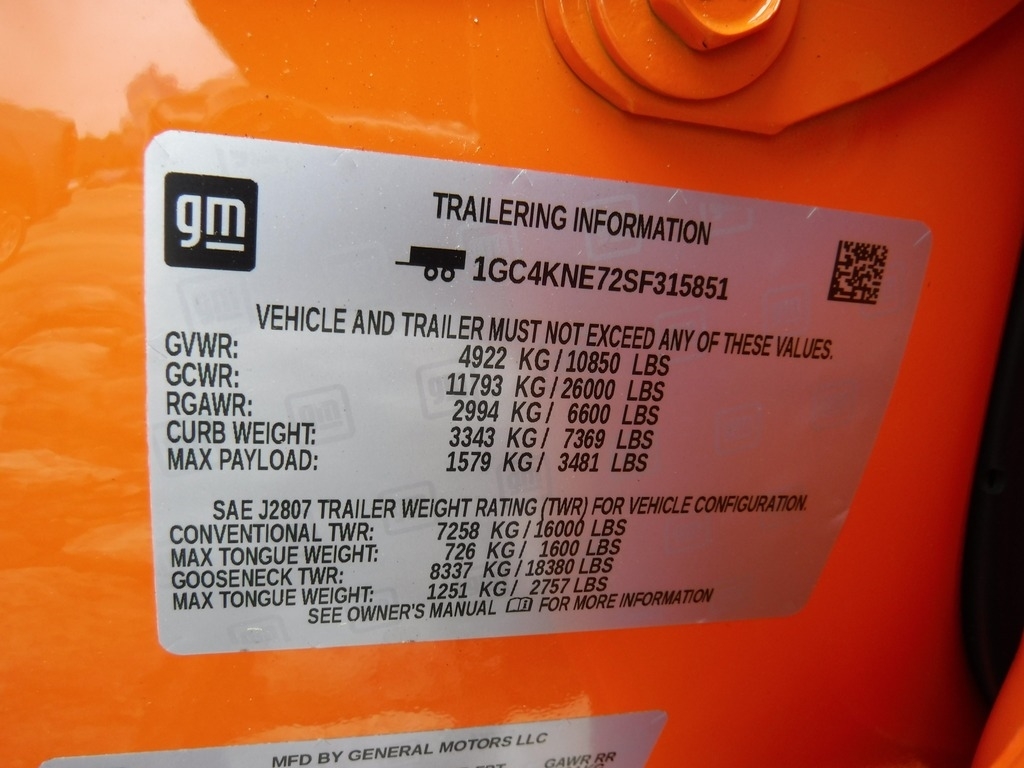 gm
TRAILERING INFORMATION
1GC4KNE72SF315851
VEHICLE AND TRAILER MUST NOT EXCEED ANY OF THESE VALUES.
GVWR: 4922 KG / 10850 LBS
GCWR: 11793 KG / 26000 LBS
RGAWR: 2994 KG / 6600 LBS
CURB WEIGHT: 3343 KG / 7369 LBS
MAX PAYLOAD: 1579 KG / 3481 LBS
SAE J2807 TRAILER WEIGHT RATING (TWR) FOR VEHICLE CONFIGURATION.
CONVENTIONAL TWR: 7258 KG / 16000 LBS
MAX TONGUE WEIGHT: 726 KG / 1600 LBS
GOOSENECK TWR: 8337 KG / 18380 LBS
MAX TONGUE WEIGHT: 1251 KG / 2757 LBS
SEE OWNER'S MANUAL FOR MORE INFORMATION
MFD BY GENERAL MOTORS LLC
GAWR RR